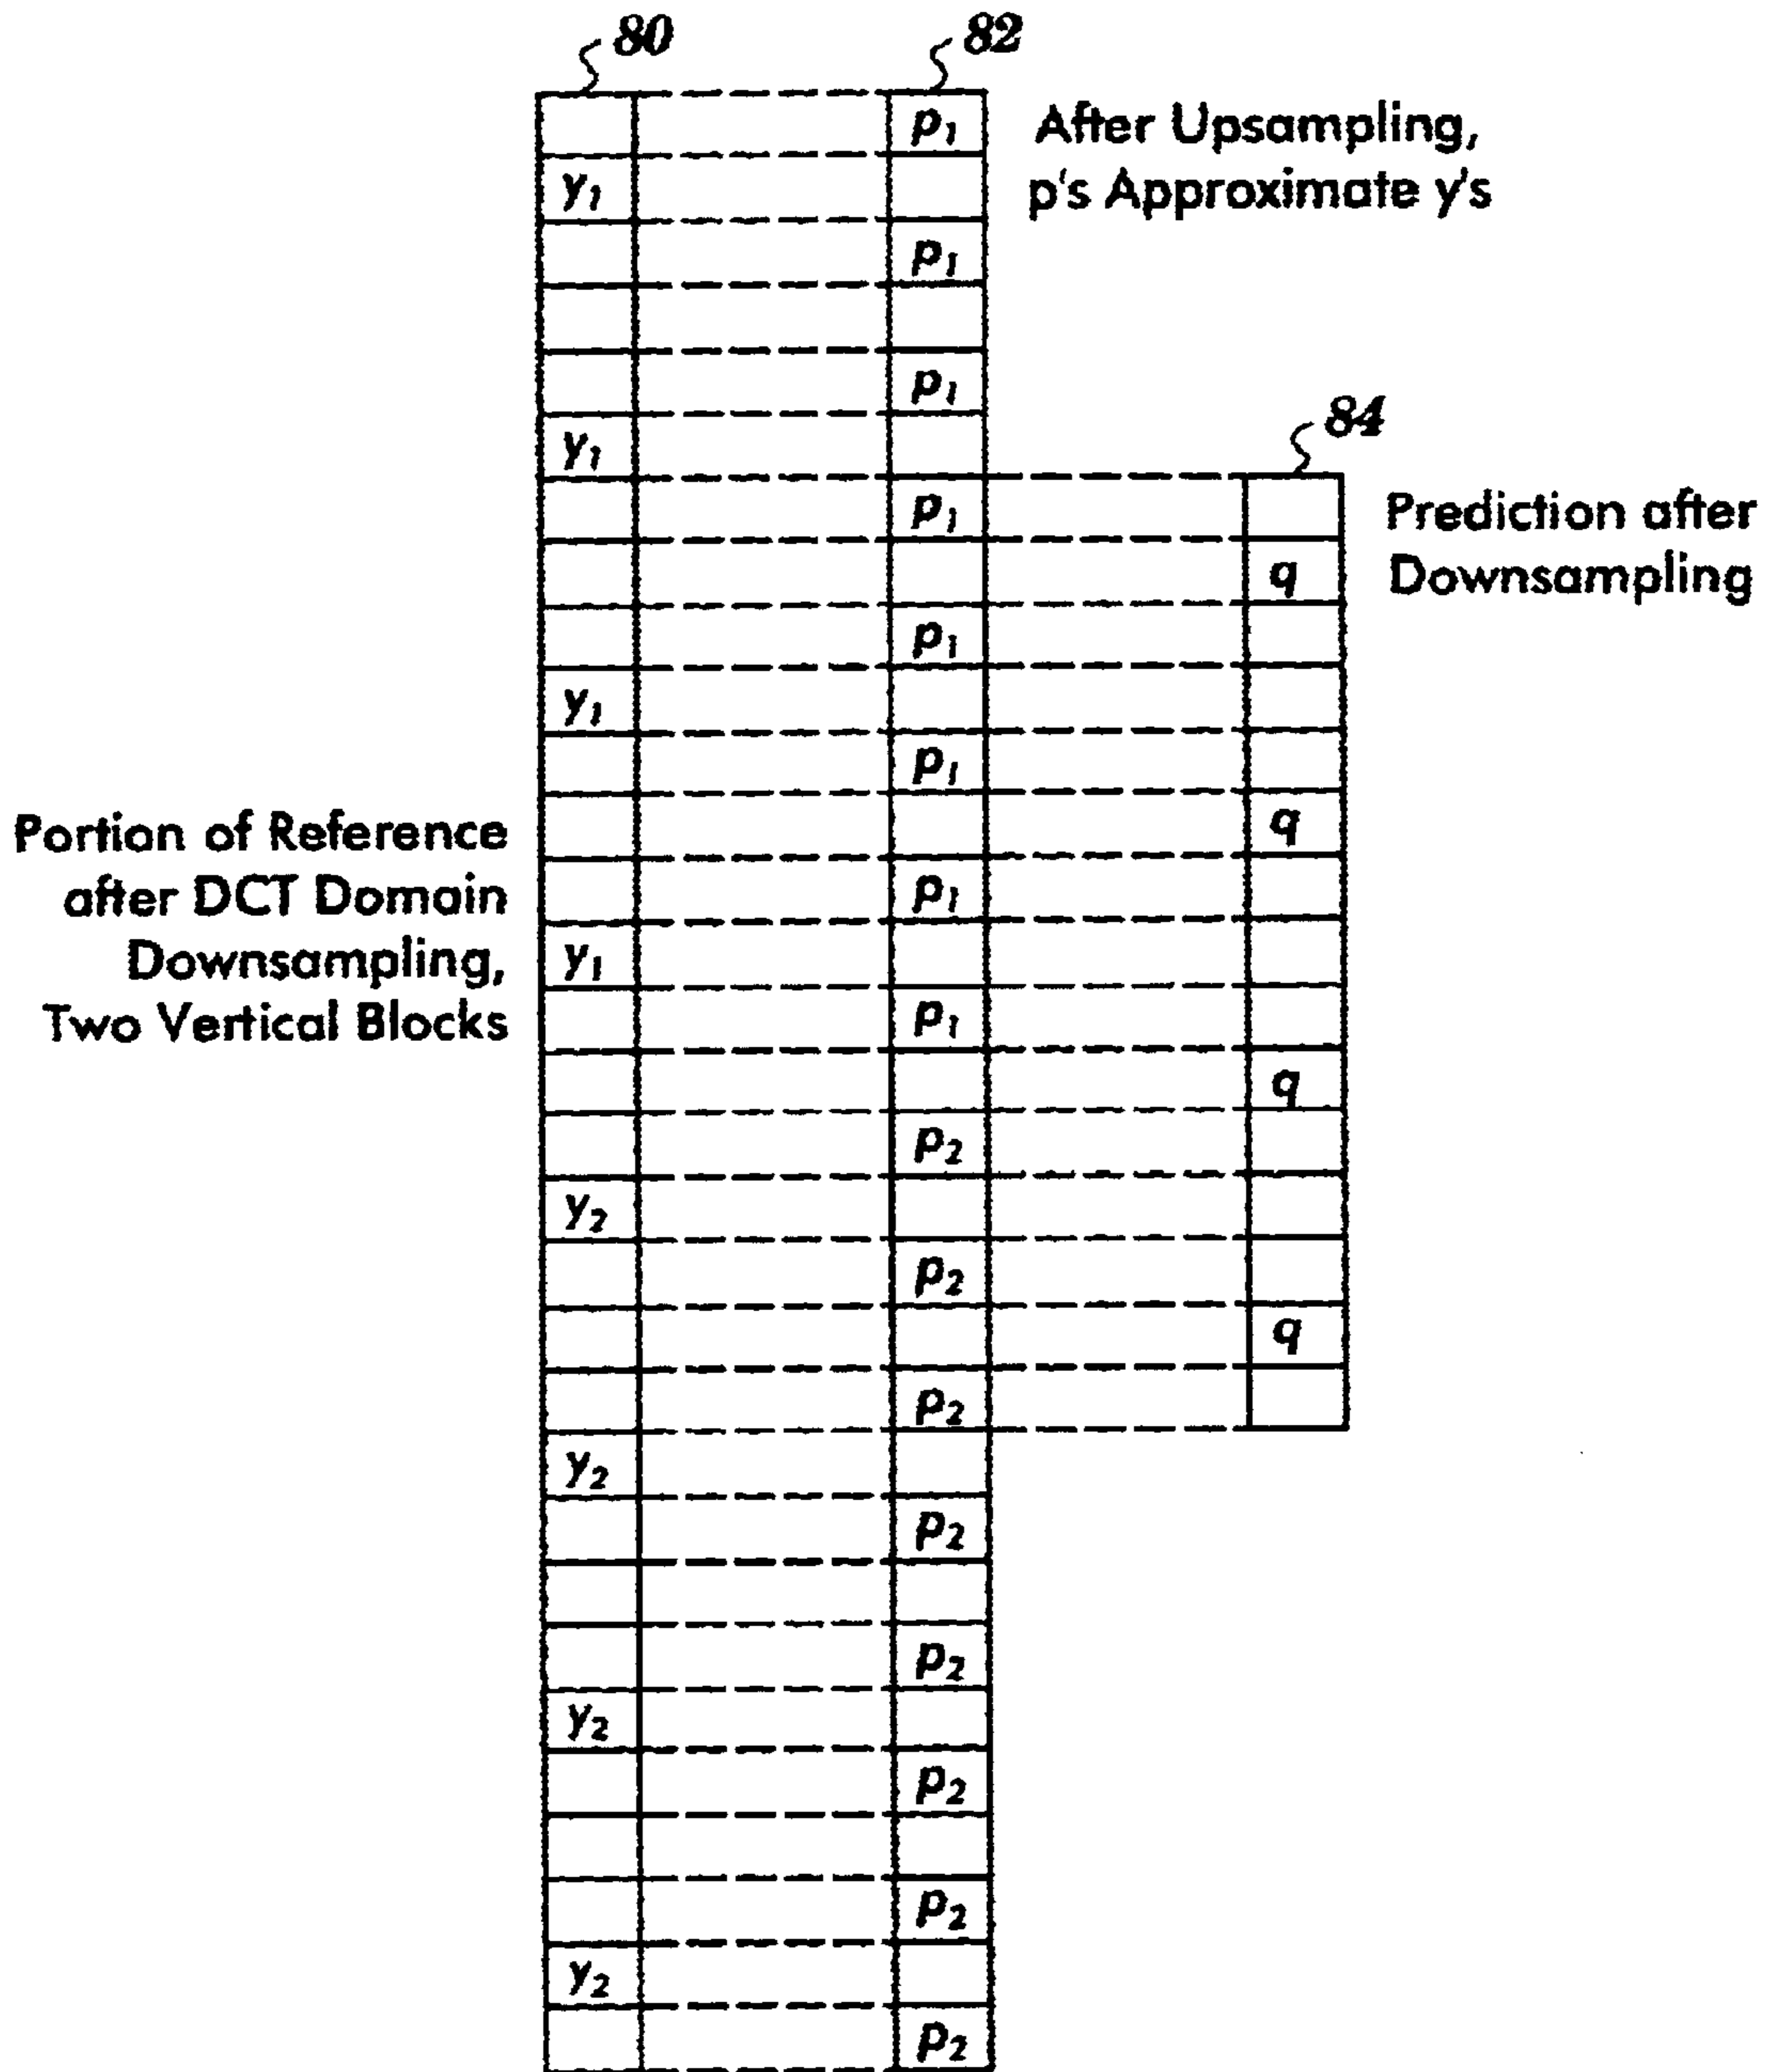 80
82
p1
After Upsampling,
p's Approximate y's
y1
p1
p1
84
y1
p1
Prediction after
Downsampling
q
p1
y1
p1
Portion of Reference
after DCT Domain
Downsampling,
Two Vertical Blocks
q
p1
y1
p1
q
p2
y2
p2
q
p2
y2
p2
p2
y2
p2
p2
y2
p2